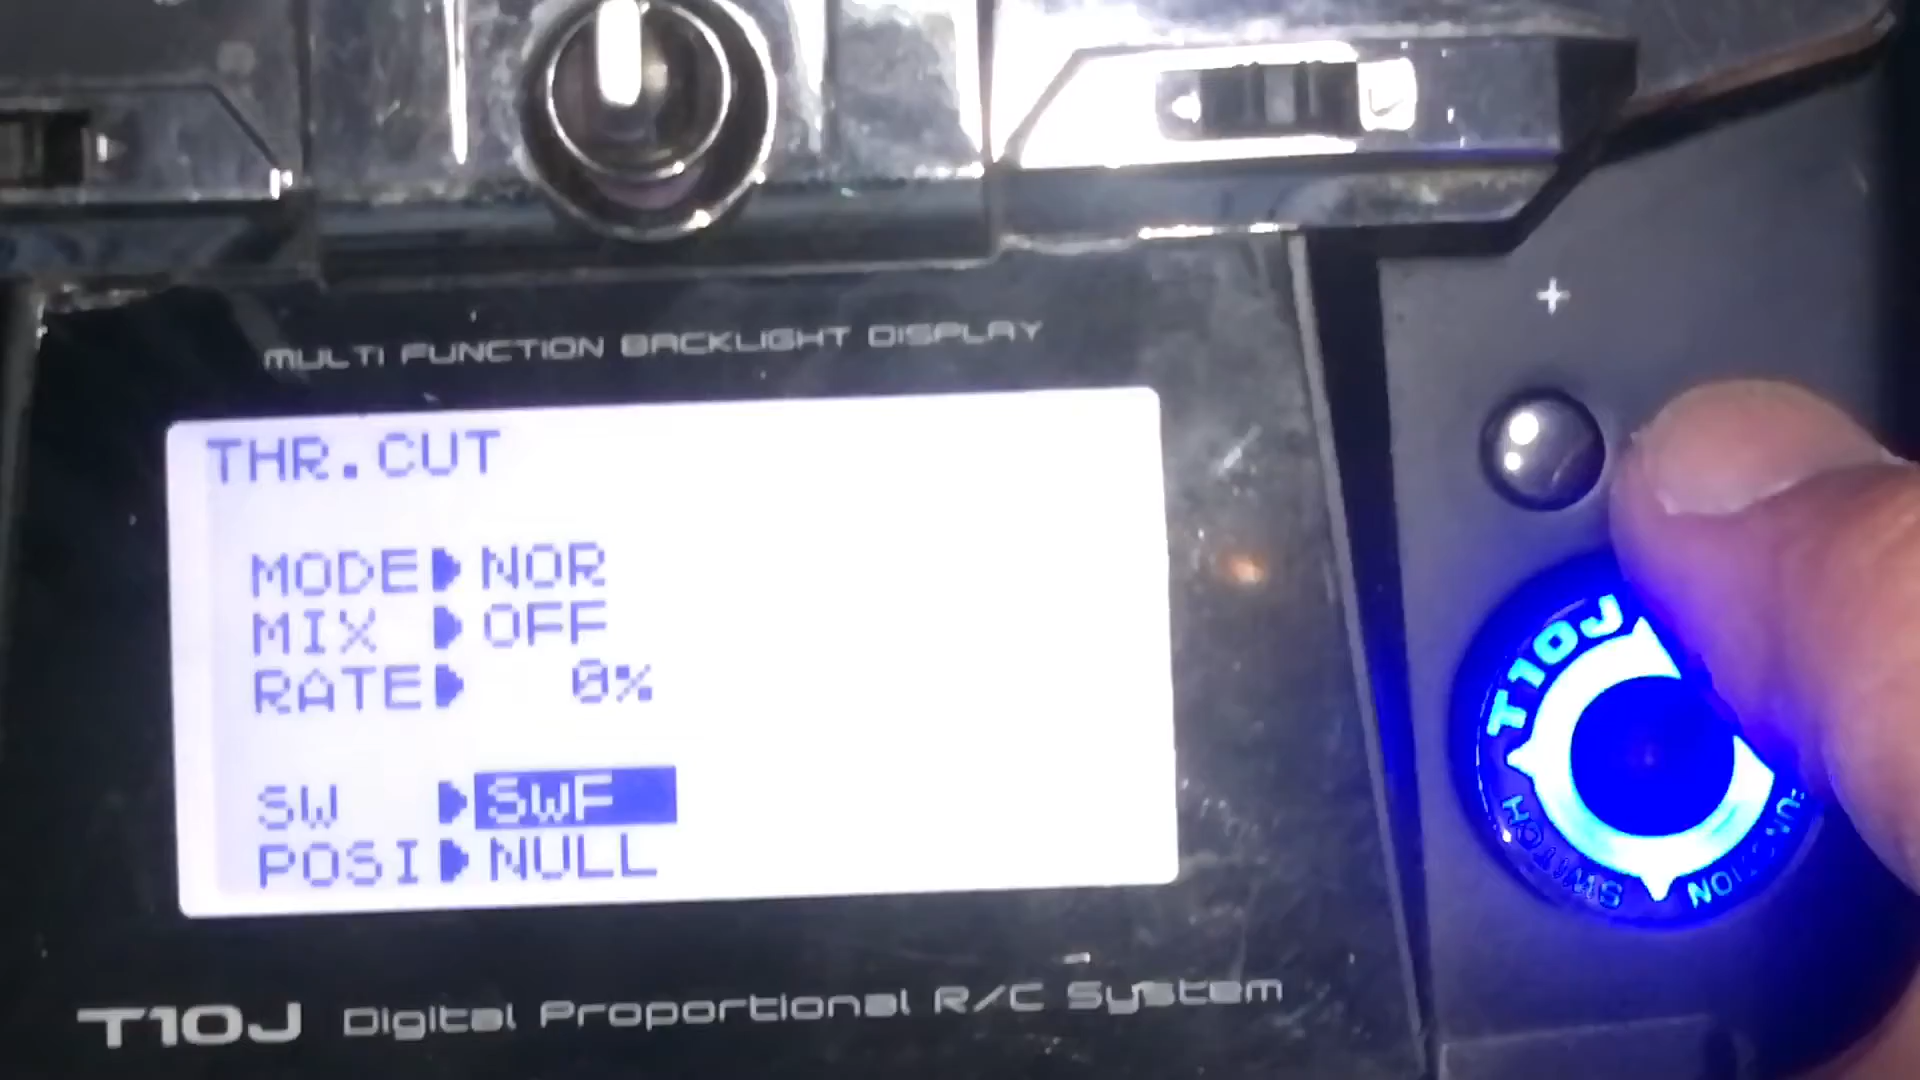 +
MULTI FUNCTION BACKLIGHT DISPLAY
THR.CUT
MODE NOR
MIX OFF
RATE 0%
SW SWF
POSI NULL
T10J
SWITCH
T10J Digital Proportional R/C System